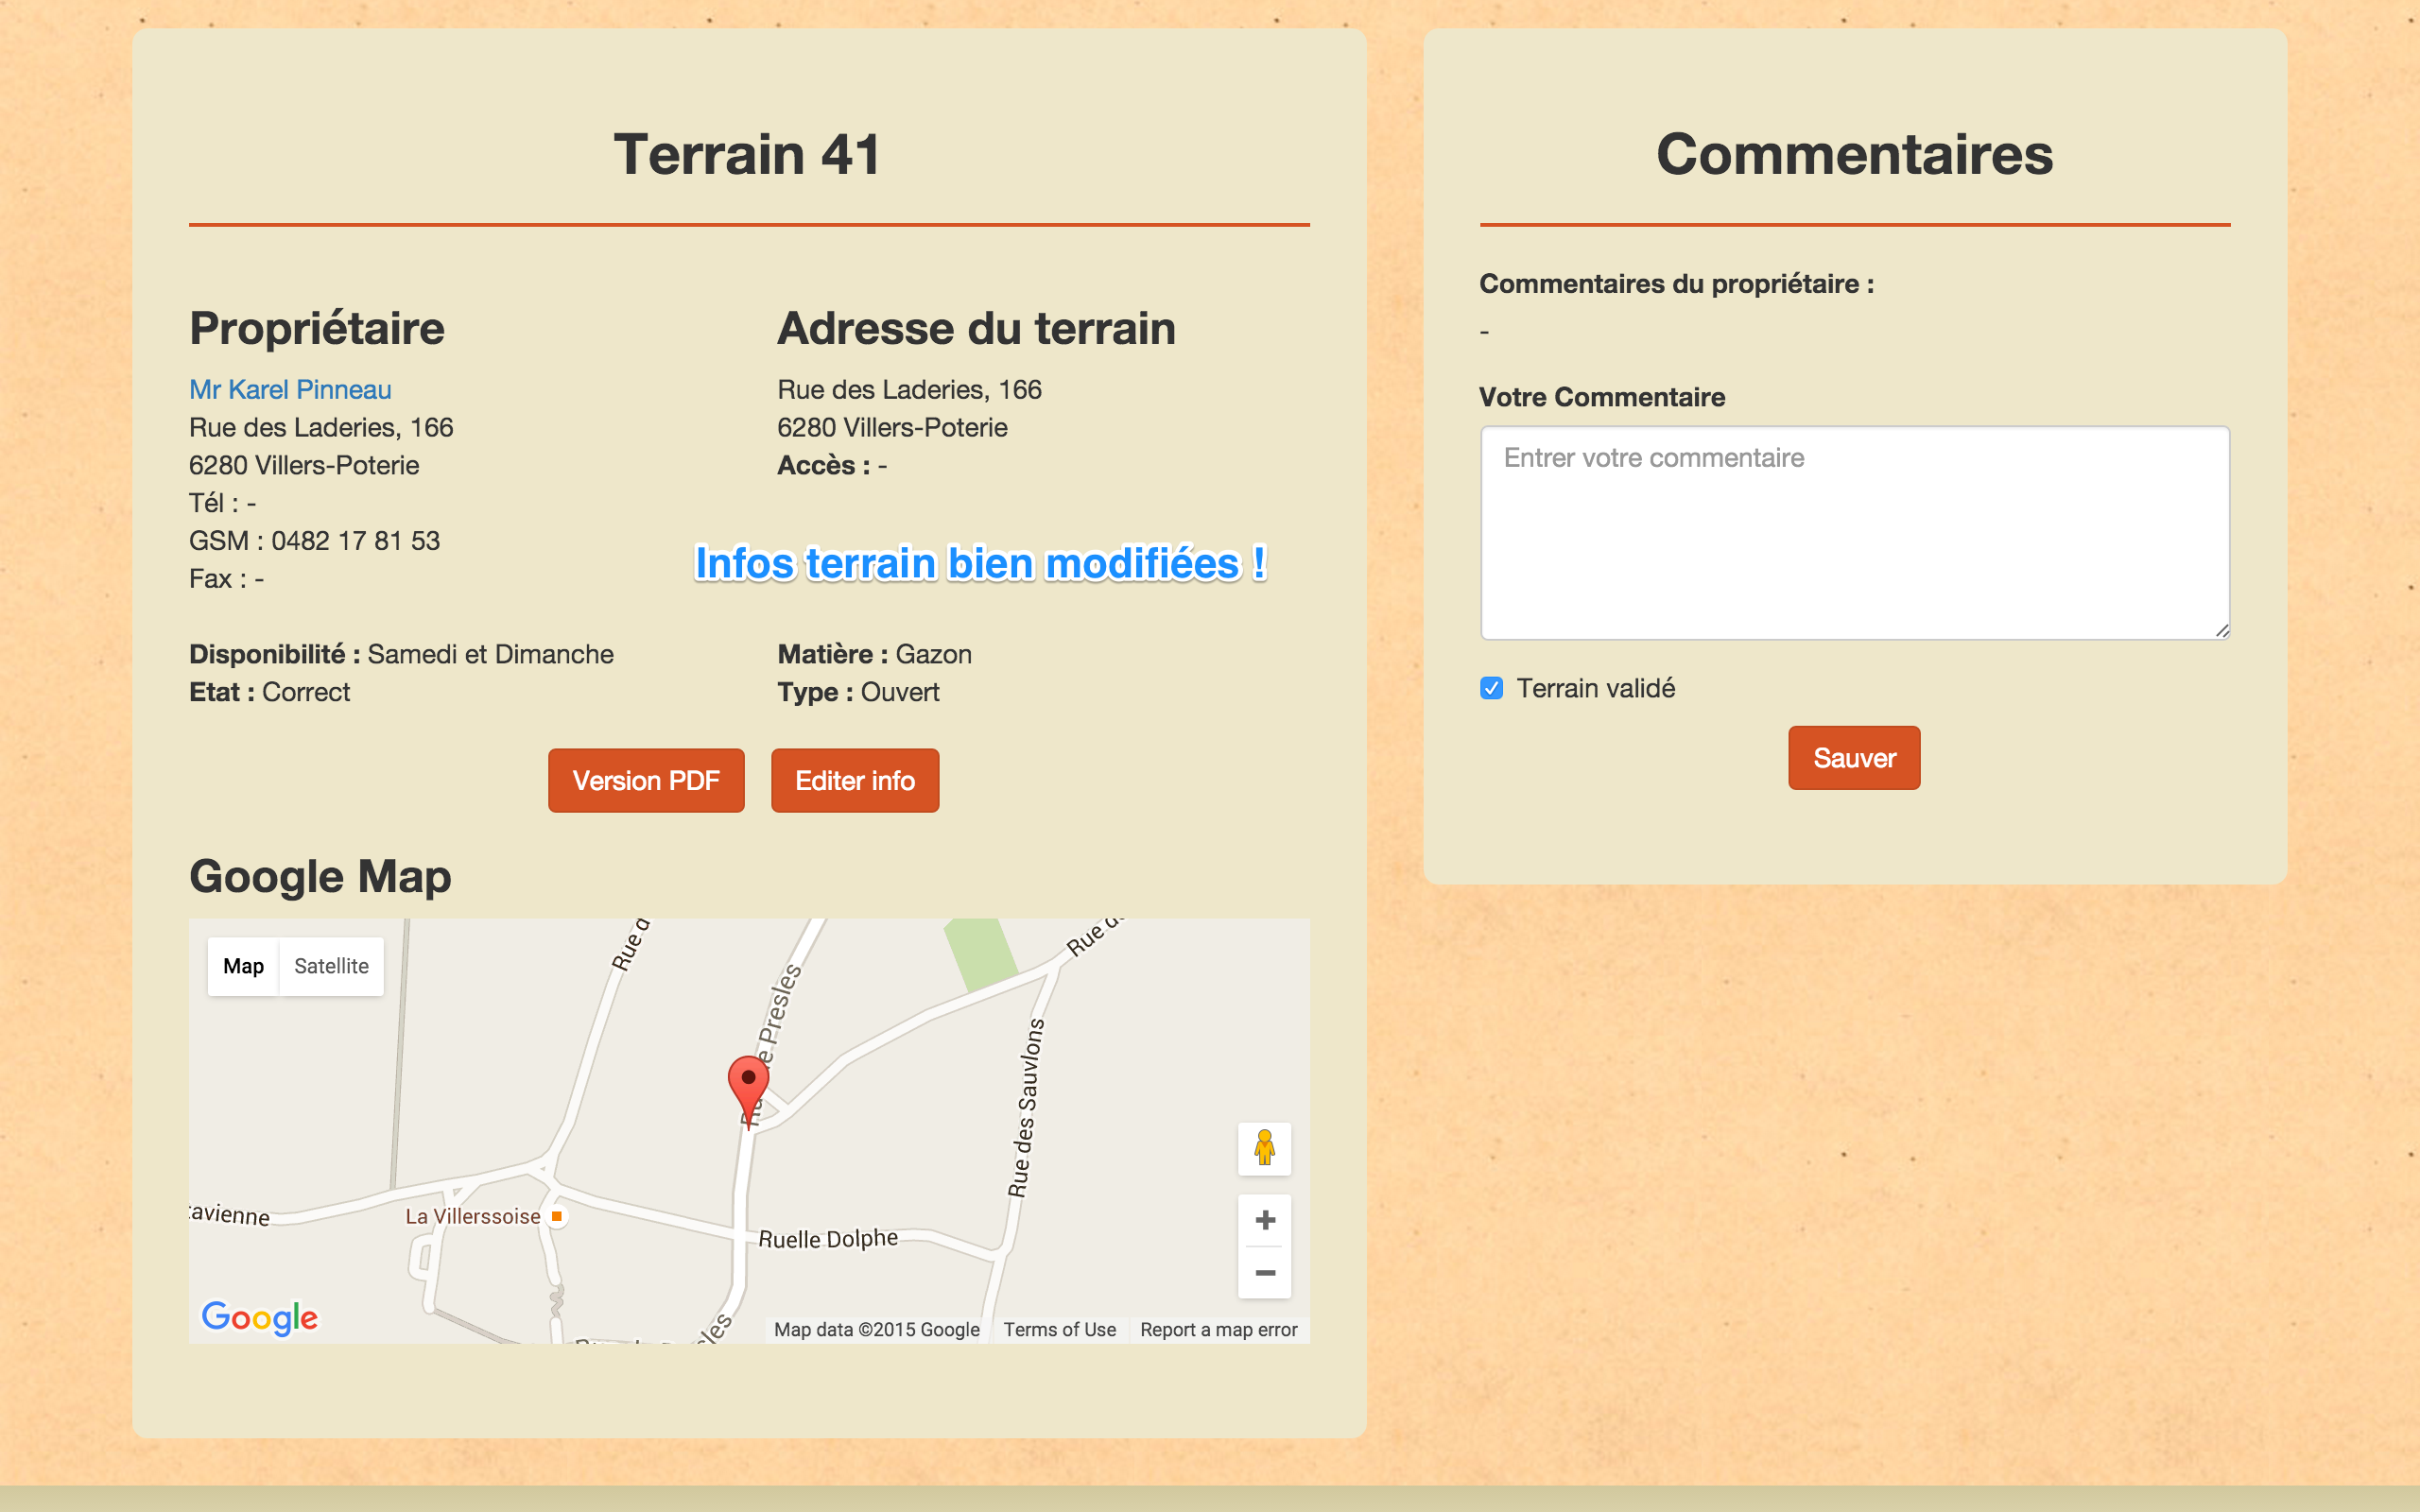 Terrain 41
Propriétaire
Mr Karel Pinneau
Rue des Laderies, 166
6280 Villers-Poterie
Tél : -
GSM : 0482 17 81 53
Fax : -
Adresse du terrain
Rue des Laderies, 166
6280 Villers-Poterie
Accès : -
Infos terrain bien modifiées !
Disponibilité : Samedi et Dimanche
Etat : Correct
Matière : Gazon
Type : Ouvert
Version PDF
Editer info
Google Map
Map
Satellite
Rue d
Presles
Rue
Rue des Sauvlons
La Villerssoise
Ruelle Dolphe
Google
Map data ©2015 Google
Terms of Use
Report a map error
Commentaires
Commentaires du propriétaire :
-
Votre Commentaire
Entrer votre commentaire
Terrain validé
Sauver